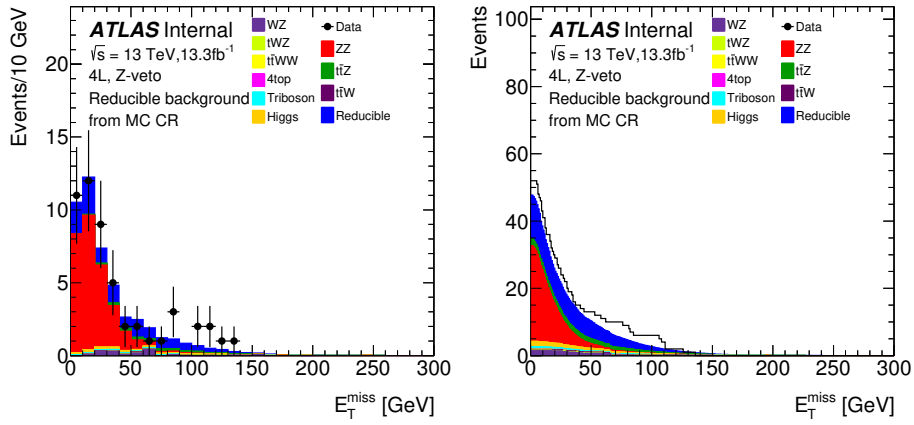 ATLAS Internal
√s = 13 TeV,13.3fb-1
4L, Z-veto
Reducible background
from MC CR
WZ
tWZ
tt̄WW
4top
Triboson
Higgs
Data
ZZ
tt̄Z
tt̄W
Reducible
Events/10 GeV
20
15
10
5
0
0 50 100 150 200 250 300
E_T^miss [GeV]
ATLAS Internal
√s = 13 TeV,13.3fb-1
4L, Z-veto
Reducible background
from MC CR
WZ
tWZ
tt̄WW
4top
Triboson
Higgs
Data
ZZ
tt̄Z
tt̄W
Reducible
Events
100
80
60
40
20
0
0 50 100 150 200 250 300
E_T^miss [GeV]